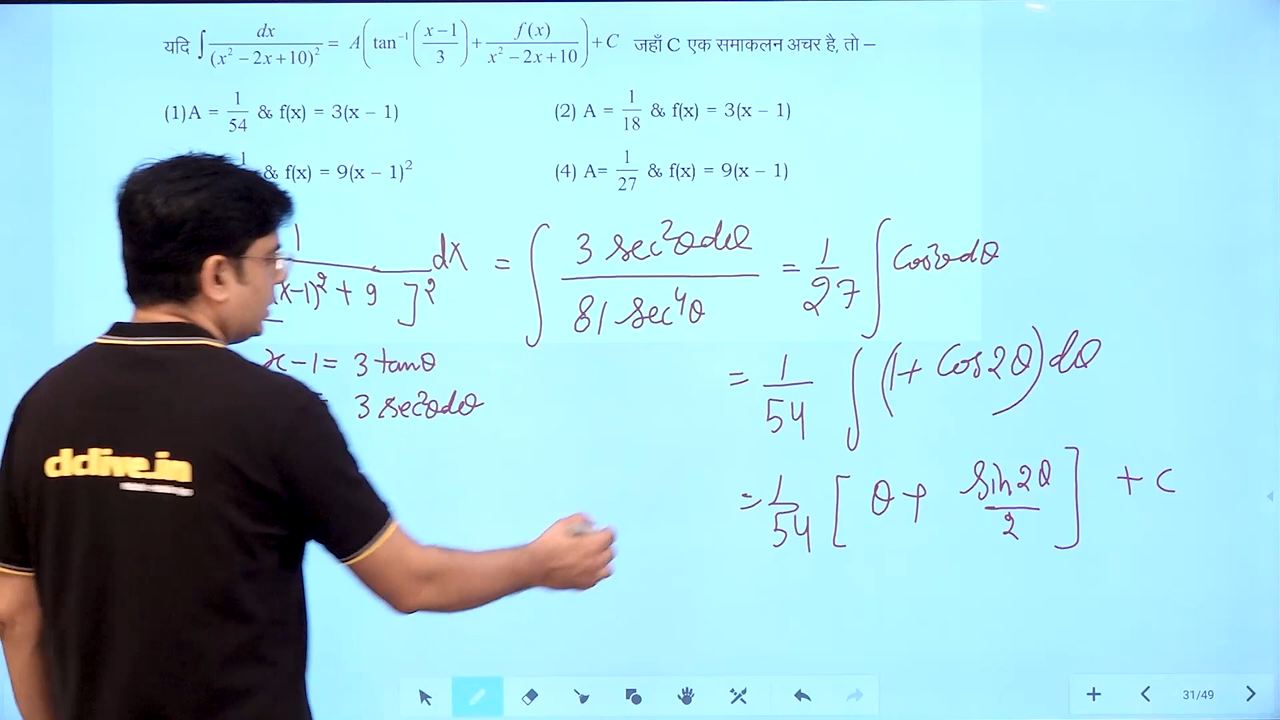 यदि ∫ dx/(x² − 2x + 10)² = A(tan⁻¹((x − 1)/3) + f(x)/(x² − 2x + 10)) + C जहाँ C एक समाकलन अचर है, तो −
(1) A = 1/54 & f(x) = 3(x − 1)
(2) A = 1/18 & f(x) = 3(x − 1)
& f(x) = 9(x − 1)²
(4) A= 1/27 & f(x) = 9(x − 1)
1/(x-1)² + 9 ]² dx = ∫ 3 sec²θdθ / 81 sec⁴θ = 1/27 ∫ Cos²θdθ
x-1 = 3 tanθ
= 3 sec²θdθ
= 1/54 ∫ (1+ Cos2θ)dθ
= 1/54 [ θ + sin2θ/2 ] + c
dclive.in
31/49